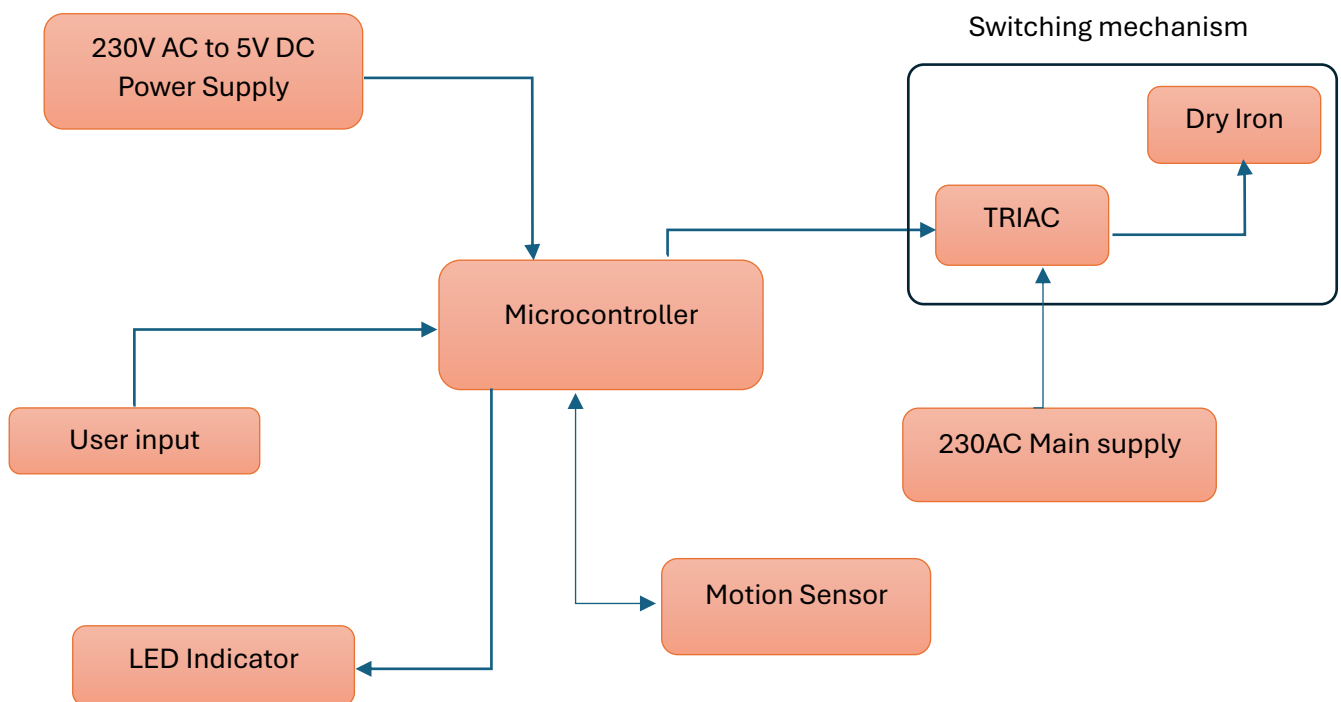 Switching mechanism
230V AC to 5V DC
Power Supply
Dry Iron
TRIAC
Microcontroller
User input
230AC Main supply
Motion Sensor
LED Indicator